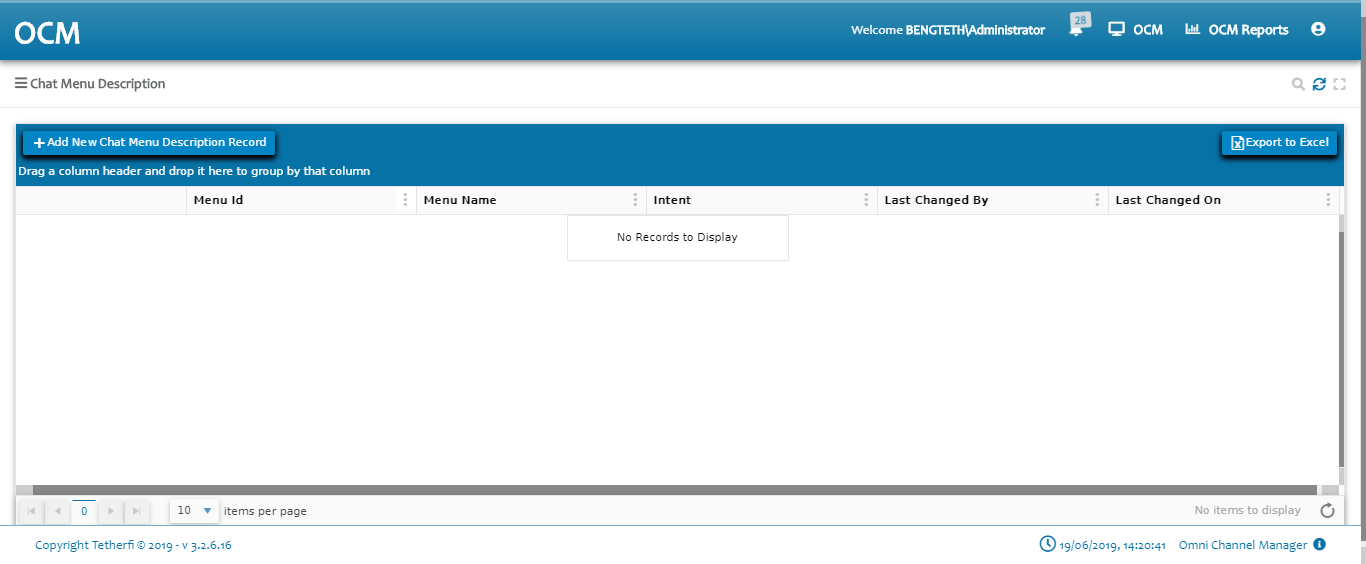 OCM
Welcome BENGTETH\Administrator
28
OCM
OCM Reports
Chat Menu Description
Add New Chat Menu Description Record
Export to Excel
Drag a column header and drop it here to group by that column
Menu Id
Menu Name
Intent
Last Changed By
Last Changed On
No Records to Display
0
10
items per page
No items to display
Copyright Tetherfi © 2019 - v 3.2.6.16
19/06/2019, 14:20:41
Omni Channel Manager